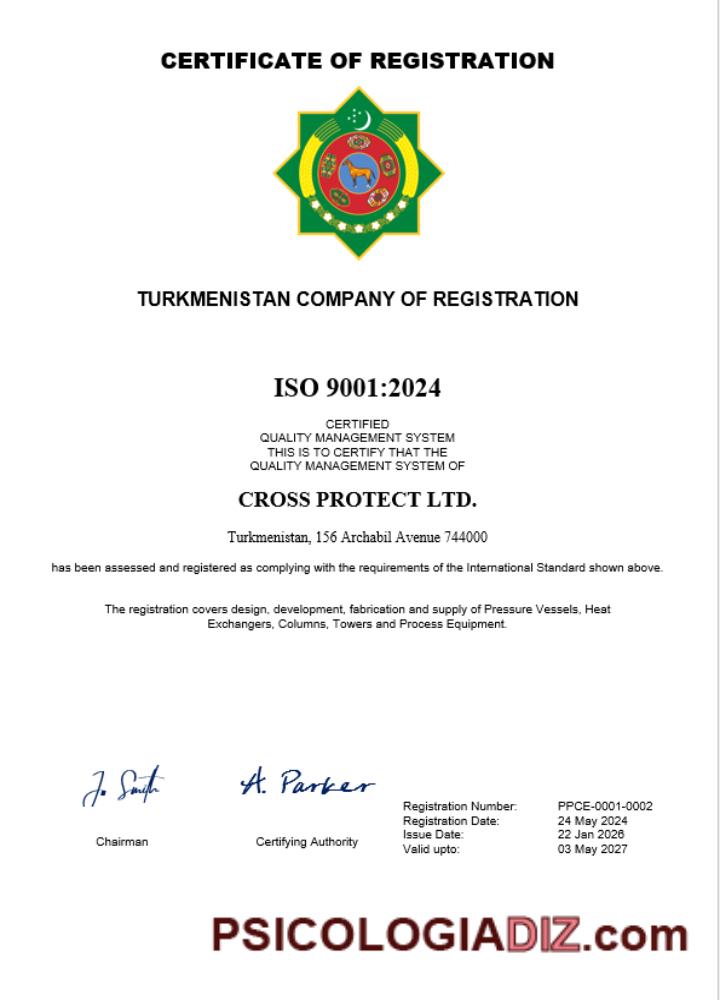 CERTIFICATE OF REGISTRATION
TURKMENISTAN COMPANY OF REGISTRATION
ISO 9001:2024
CERTIFIED
QUALITY MANAGEMENT SYSTEM
THIS IS TO CERTIFY THAT THE
QUALITY MANAGEMENT SYSTEM OF
CROSS PROTECT LTD.
Turkmenistan, 156 Archabil Avenue 744000
has been assessed and registered as complying with the requirements of the International Standard shown above.
The registration covers design, development, fabrication and supply of Pressure Vessels, Heat
Exchangers, Columns, Towers and Process Equipment.
J. Smith
A. Parker
Chairman
Certifying Authority
Registration Number: PPCE-0001-0002
Registration Date: 24 May 2024
Issue Date: 22 Jan 2026
Valid upto: 03 May 2027
PSICOLOGIADIZ.com